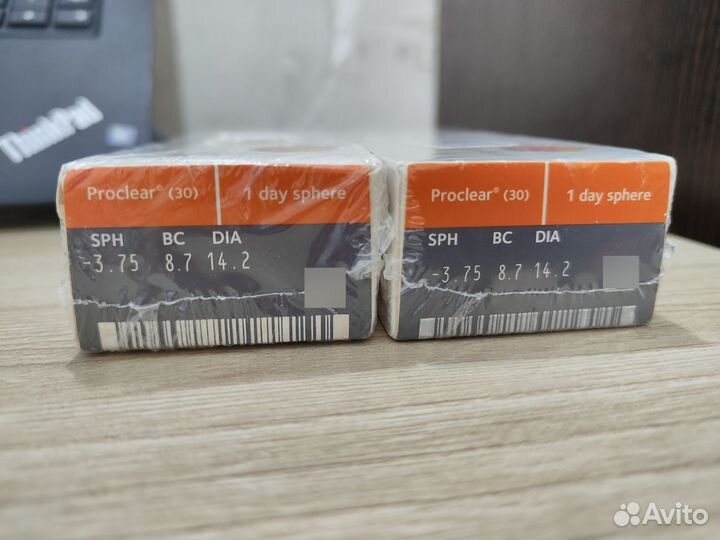 ThinkPad
Proclear® (30) 1 day sphere
SPH BC DIA
-3.75 8.7 14.2
Proclear® (30) 1 day sphere
SPH BC DIA
-3.75 8.7 14.2
Avito